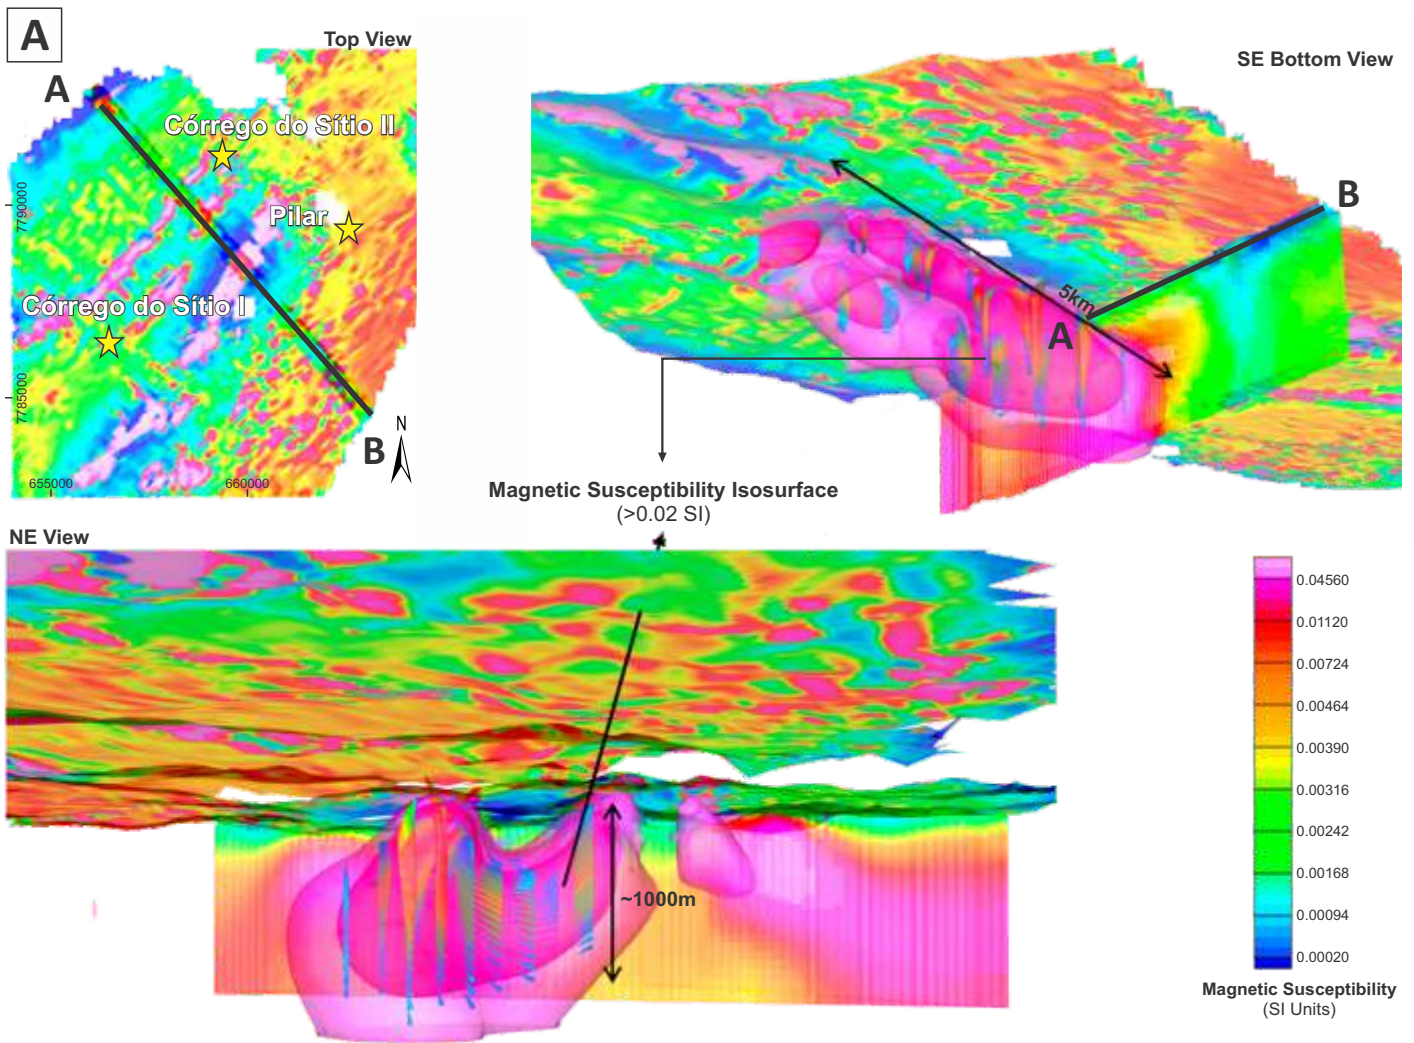 A
Top View
A
Córrego do Sítio II
Pilar
Córrego do Sítio I
7790000
7785000
655000
660000
B
N
SE Bottom View
B
A
5km
Magnetic Susceptibility Isosurface
(>0.02 SI)
NE View
~1000m
0.04560
0.01120
0.00724
0.00464
0.00390
0.00316
0.00242
0.00168
0.00094
0.00020
Magnetic Susceptibility
(SI Units)